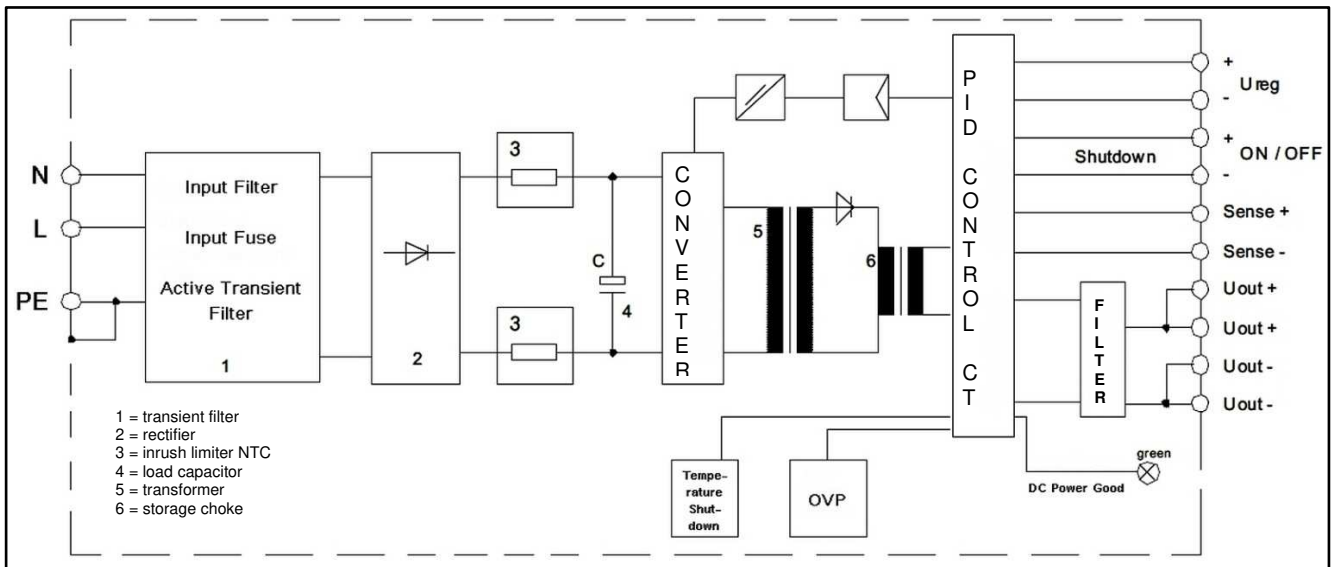 N
L
PE
Input Filter
Input Fuse
Active Transient
Filter
1
2
3
3
C
4
CONVERTER
5
6
PID CONTROL CT
+
Ureg
-
+
Shutdown
ON / OFF
-
Sense +
Sense -
Uout +
Uout +
Uout -
Uout -
FILTER
1 = transient filter
2 = rectifier
3 = inrush limiter NTC
4 = load capacitor
5 = transformer
6 = storage choke
Tempe-
rature
Shut-
down
OVP
green
DC Power Good